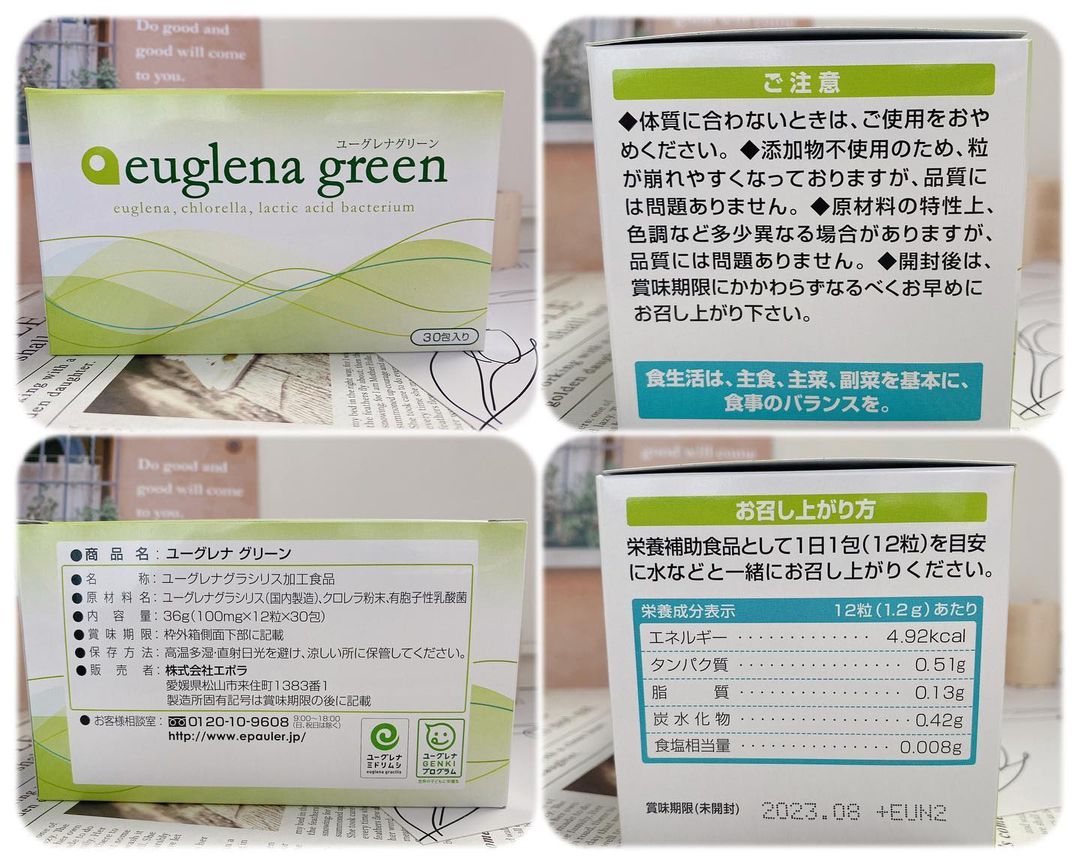 Do good and
good will come
to you.
ユーグレナグリーン
euglena green
euglena, chlorella, lactic acid bacterium
30包入り
ご注意
◆体質に合わないときは、ご使用をおや
めください。◆添加物不使用のため、粒
が崩れやすくなっておりますが、品質に
は問題ありません。◆原材料の特性上、
色調など多少異なる場合がありますが、
品質には問題ありません。◆開封後は、
賞味期限にかかわらずなるべくお早めに
お召し上がり下さい。
食生活は、主食、主菜、副菜を基本に、
食事のバランスを。
Do good and
good will come
to you.
●商品名：ユーグレナ グリーン
●名称：ユーグレナグラシリス加工食品
●原材料名：ユーグレナグラシリス(国内製造)、クロレラ粉末、有胞子性乳酸菌
●内容量：36g(100mg×12粒×30包)
●賞味期限：枠外箱側面下部に記載
●保存方法：高温多湿・直射日光を避け、涼しい所に保管してください。
●販売者：株式会社エポラ
愛媛県松山市来住町1383番1
製造所固有記号は賞味期限の後に記載
●お客様相談室：0120-10-9608 9:00〜18:00
(日、祝日は除く)
http://www.epauler.jp/
ユーグレナ
ミドリムシ
euglena gracilis
ユーグレナ
GENKI
プログラム
good will come
お召し上がり方
栄養補助食品として1日1包(12粒)を目安
に水などと一緒にお召し上がりください。
栄養成分表示 12粒(1.2g)あたり
エネルギー ・・・・・・・・・・・・ 4.92kcal
タンパク質 ・・・・・・・・・・・・・・・ 0.51g
脂質 ・・・・・・・・・・・・・・・ 0.13g
炭水化物 ・・・・・・・・・・・・・・・ 0.42g
食塩相当量 ・・・・・・・・・・・・・・ 0.008g
賞味期限(未開封) 2023.08 +EUN2